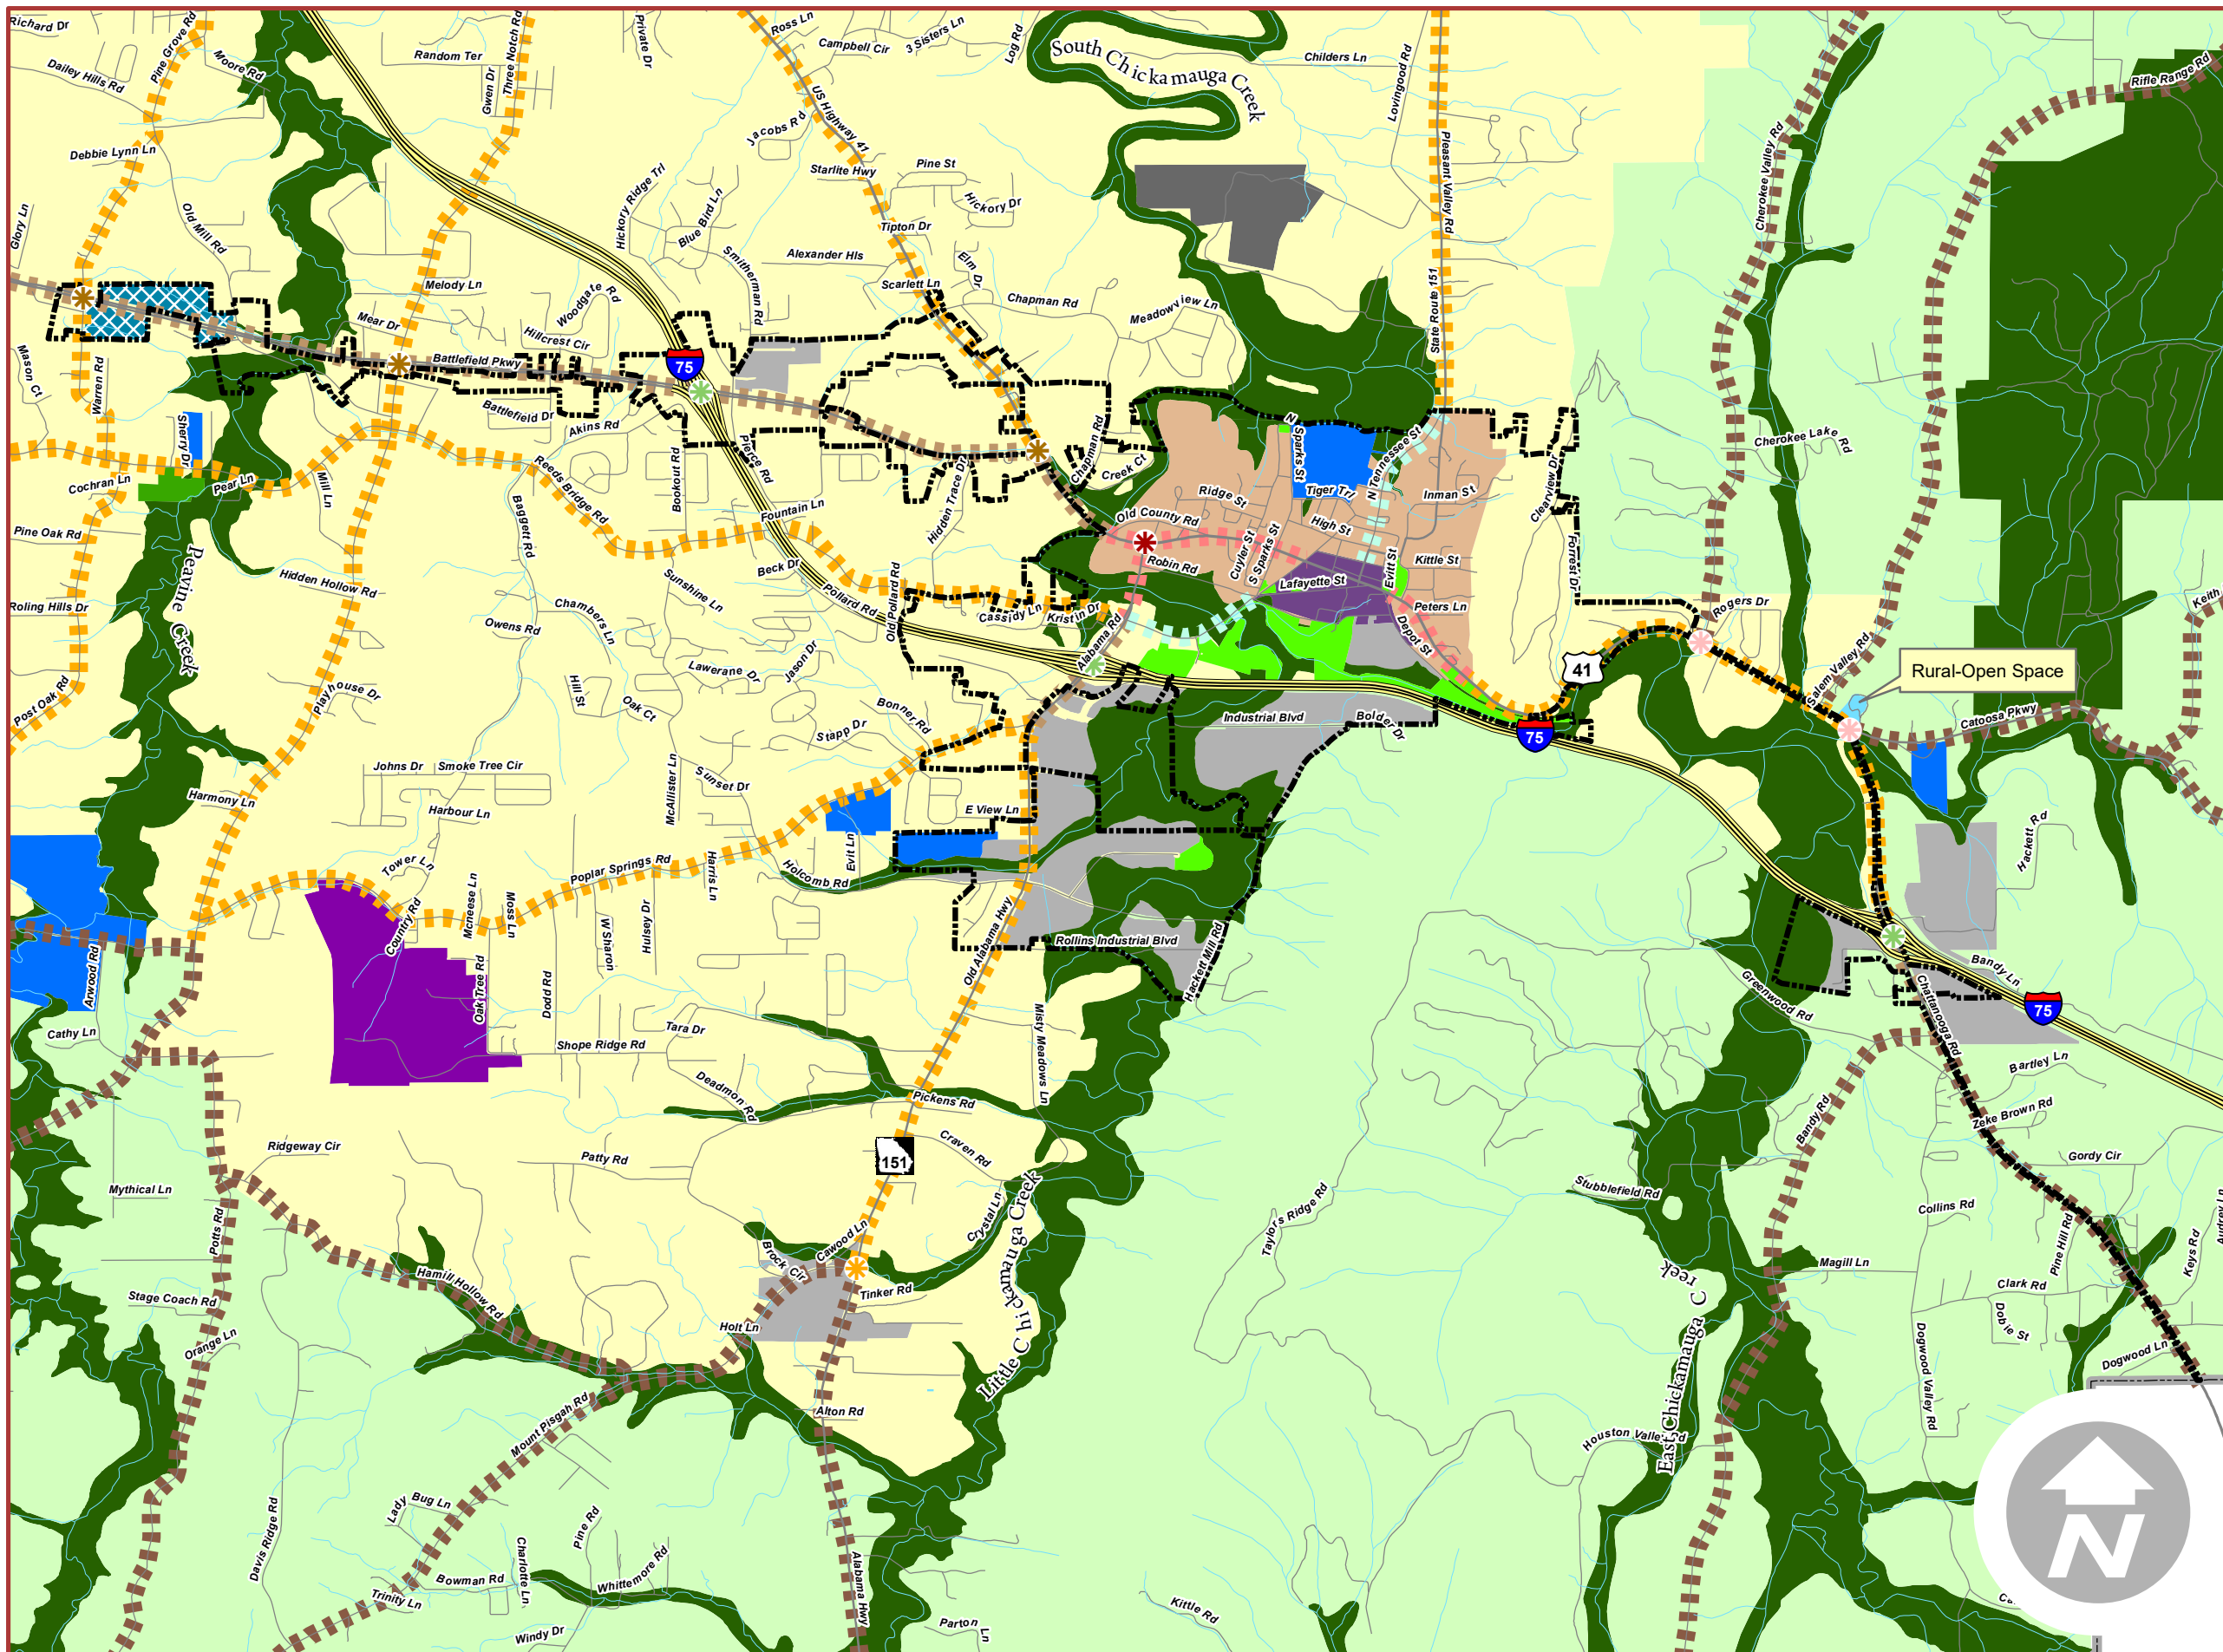 Richard Dr
Pine Grove Rd
Moore Rd
Dailey Hills Rd
Debbie Lynn Ln
Random Ter
Gwen Dr
Three Notch Rd
Private Dr
Ross Ln
Campbell Cir
3 Sisters Ln
Log Rd
South Chickamauga Creek
Childers Ln
Lovingood Rd
Pleasant Valley Rd
State Route 151
Cherokee Valley Rd
Cherokee Valley Rd
Rifle Range Rd
US Highway 41
Jacobs Rd
Starlite Hwy
Pine St
Hickory Dr
Tipton Dr
Hickory Ridge Trl
Blue Bird Ln
Smitherman Rd
Alexander Hls
Scarlett Ln
Elm Dr
Chapman Rd
Meadowview Ln
Glory Ln
Old Mill Rd
Melody Ln
Woodgate Rd
Mear Dr
Hillcrest Cir
Battlefield Pkwy
75
Mason Ct
Warren Rd
Sherry Dr
Battlefield Dr
Akins Rd
Bookout Rd
Pierce Rd
Chapman Rd
Creek Ct
Hidden Trace Dr
Fountain Ln
Reeds Bridge Rd
Baggett Rd
Mill Ln
Pear Ln
Cochran Ln
Pine Oak Rd
N Sparks St
N Tennessee St
Tiger Trl
Inman St
Ridge St
Old County Rd
High St
Cuyler St
S Sparks St
Robin Rd
Lafayette St
Evitt St
Kittle St
Peters Ln
Depot St
Clearview Dr
Forrest Dr
Cherokee Lake Rd
Rogers Dr
Keith
Salem Valley Rd
Rural-Open Space
Catoosa Pkwy
41
Peavine Creek
Hidden Hollow Rd
Roling Hills Dr
Post Oak Rd
Playhouse Dr
Owens Rd
Chambers Ln
Sunshine Ln
Beck Dr
Pollard Rd
Old Pollard Rd
Cassidy Ln
Kristin Dr
Alabama Rd
Lawerane Dr
Jason Dr
Hill St
Oak Ct
Bonner Rd
Stapp Dr
Industrial Blvd
Bolder Dr
75
Johns Dr
Smoke Tree Cir
McAllister Ln
Sunset Dr
Harmony Ln
Harbour Ln
E View Ln
Evit Ln
Holcomb Rd
Harris Ln
Poplar Springs Rd
Tower Ln
Country Rd
Mcneese Ln
Moss Ln
W Sharon
Hulsey Dr
Dodd Rd
Oak Tree Rd
Arwood Rd
Old Alabama Hwy
Rollins Industrial Blvd
Hackett Mill Rd
Hackett Rd
Bandy Ln
Greenwood Rd
Chattanooga Rd
75
Cathy Ln
Shope Ridge Rd
Tara Dr
Deadmon Rd
Misty Meadows Ln
Pickens Rd
Craven Rd
151
Bartley Ln
Zeke Brown Rd
Bandy Rd
Gordy Cir
Ridgeway Cir
Patty Rd
Mythical Ln
Potts Rd
Crystal Ln
Little Chickamauga Creek
Taylor's Ridge Rd
Stubblefield Rd
Collins Rd
Pine Hill Rd
Keys Rd
Audrey Ln
Magill Ln
Clark Rd
Dobie St
Dogwood Ln
Dogwood Valley Rd
East Chickamauga Creek
Houston Valley Rd
Hamill Hollow Rd
Brock Cir
Cawood Ln
Tinker Rd
Holt Ln
Stage Coach Rd
Orange Ln
Alton Rd
Mount Pisgah Rd
Lady Bug Ln
Pine Rd
Davis Ridge Rd
Charlotte Ln
Bowman Rd
Whittemore Rd
Trinity Ln
Windy Dr
Alabama Hwy
Parton Ln
Kittle Rd
N